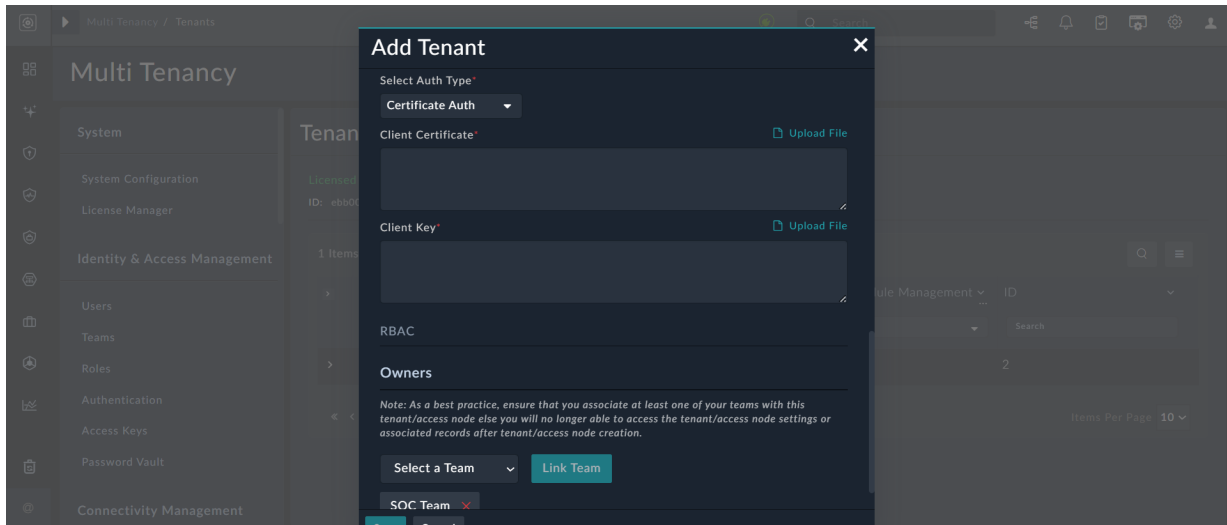 Multi Tenancy / Tenants
Search
Multi Tenancy
System
System Configuration
License Manager
Identity & Access Management
Users
Teams
Roles
Authentication
Access Keys
Password Vault
Connectivity Management
Licensed
ID:
1 Items
Add Tenant
Select Auth Type*
Certificate Auth
Client Certificate*
Upload File
Client Key*
Upload File
RBAC
Owners
Note: As a best practice, ensure that you associate at least one of your teams with this
tenant/access node else you will no longer able to access the tenant/access node settings or
associated records after tenant/access node creation.
Select a Team
Link Team
SOC Team
Management
ID
Search
2
Items Per Page 10